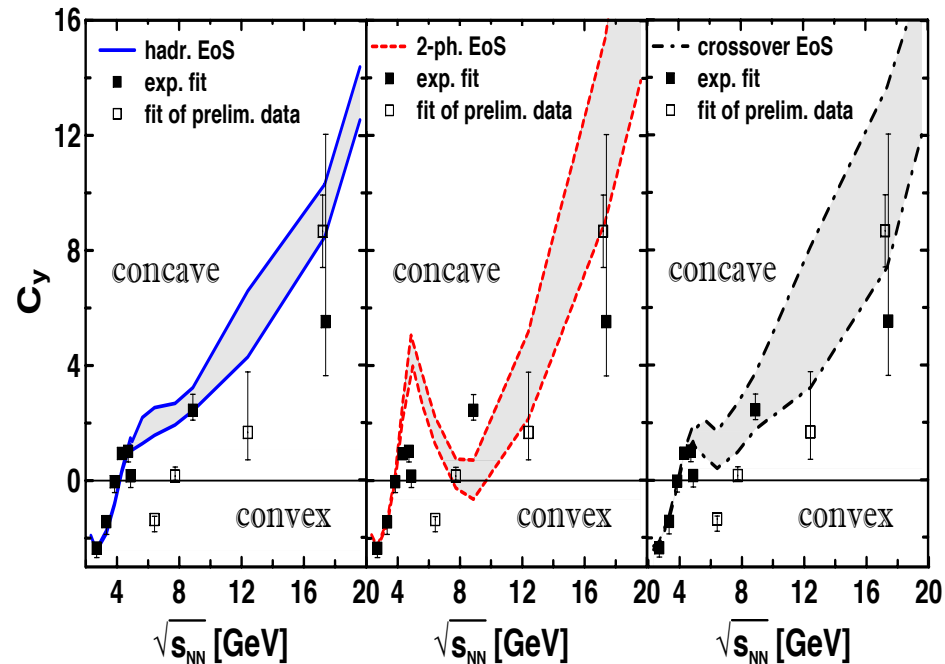 C_y
16
12
8
4
0
hadr. EoS
exp. fit
fit of prelim. data
concave
convex
4 8 12 16 20
√s_NN [GeV]
2-ph. EoS
exp. fit
fit of prelim. data
concave
convex
4 8 12 16 20
√s_NN [GeV]
crossover EoS
exp. fit
fit of prelim. data
concave
convex
4 8 12 16 20
√s_NN [GeV]